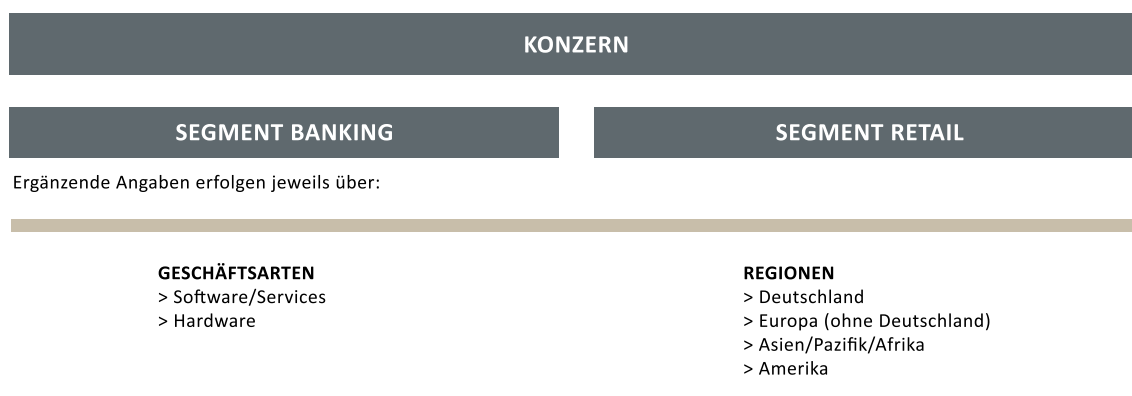 KONZERN
SEGMENT BANKING
SEGMENT RETAIL
Ergänzende Angaben erfolgen jeweils über:
GESCHÄFTSARTEN
> Software/Services
> Hardware
REGIONEN
> Deutschland
> Europa (ohne Deutschland)
> Asien/Pazifik/Afrika
> Amerika